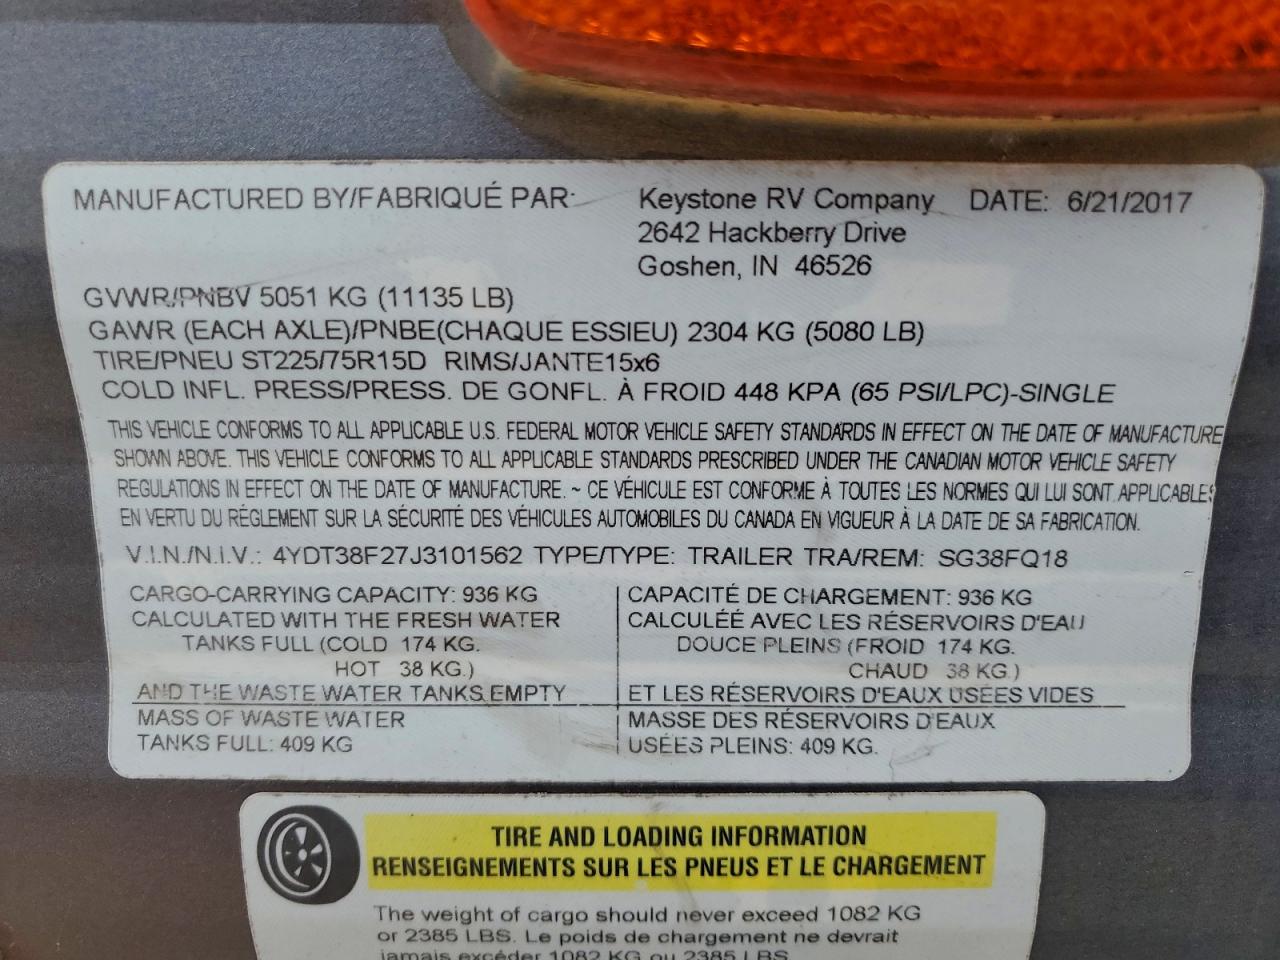 MANUFACTURED BY/FABRIQUÉ PAR: Keystone RV Company DATE: 6/21/2017
2642 Hackberry Drive
Goshen, IN 46526
GVWR/PNBV 5051 KG (11135 LB)
GAWR (EACH AXLE)/PNBE(CHAQUE ESSIEU) 2304 KG (5080 LB)
TIRE/PNEU ST225/75R15D RIMS/JANTE15x6
COLD INFL. PRESS/PRESS. DE GONFL. À FROID 448 KPA (65 PSI/LPC)-SINGLE
THIS VEHICLE CONFORMS TO ALL APPLICABLE U.S. FEDERAL MOTOR VEHICLE SAFETY STANDARDS IN EFFECT ON THE DATE OF MANUFACTURE
SHOWN ABOVE. THIS VEHICLE CONFORMS TO ALL APPLICABLE STANDARDS PRESCRIBED UNDER THE CANADIAN MOTOR VEHICLE SAFETY
REGULATIONS IN EFFECT ON THE DATE OF MANUFACTURE. ~ CE VÉHICULE EST CONFORME À TOUTES LES NORMES QUI LUI SONT APPLICABLES
EN VERTU DU RÉGLEMENT SUR LA SÉCURITÉ DES VÉHICULES AUTOMOBILES DU CANADA EN VIGUEUR À LA DATE DE SA FABRICATION.
V.I.N./N.I.V.: 4YDT38F27J3101562 TYPE/TYPE: TRAILER TRA/REM: SG38FQ18
CARGO-CARRYING CAPACITY: 936 KG
CALCULATED WITH THE FRESH WATER
TANKS FULL (COLD 174 KG.
HOT 38 KG.)
AND THE WASTE WATER TANKS EMPTY
MASS OF WASTE WATER
TANKS FULL: 409 KG
CAPACITÉ DE CHARGEMENT: 936 KG
CALCULÉE AVEC LES RÉSERVOIRS D'EAU
DOUCE PLEINS (FROID 174 KG.
CHAUD 38 KG.)
ET LES RÉSERVOIRS D'EAUX USÉES VIDES
MASSE DES RÉSERVOIRS D'EAUX
USÉES PLEINS: 409 KG.
TIRE AND LOADING INFORMATION
RENSEIGNEMENTS SUR LES PNEUS ET LE CHARGEMENT
The weight of cargo should never exceed 1082 KG
or 2385 LBS. Le poids de chargement ne devrait
jamais excéder 1082 KG ou 2385 LBS.